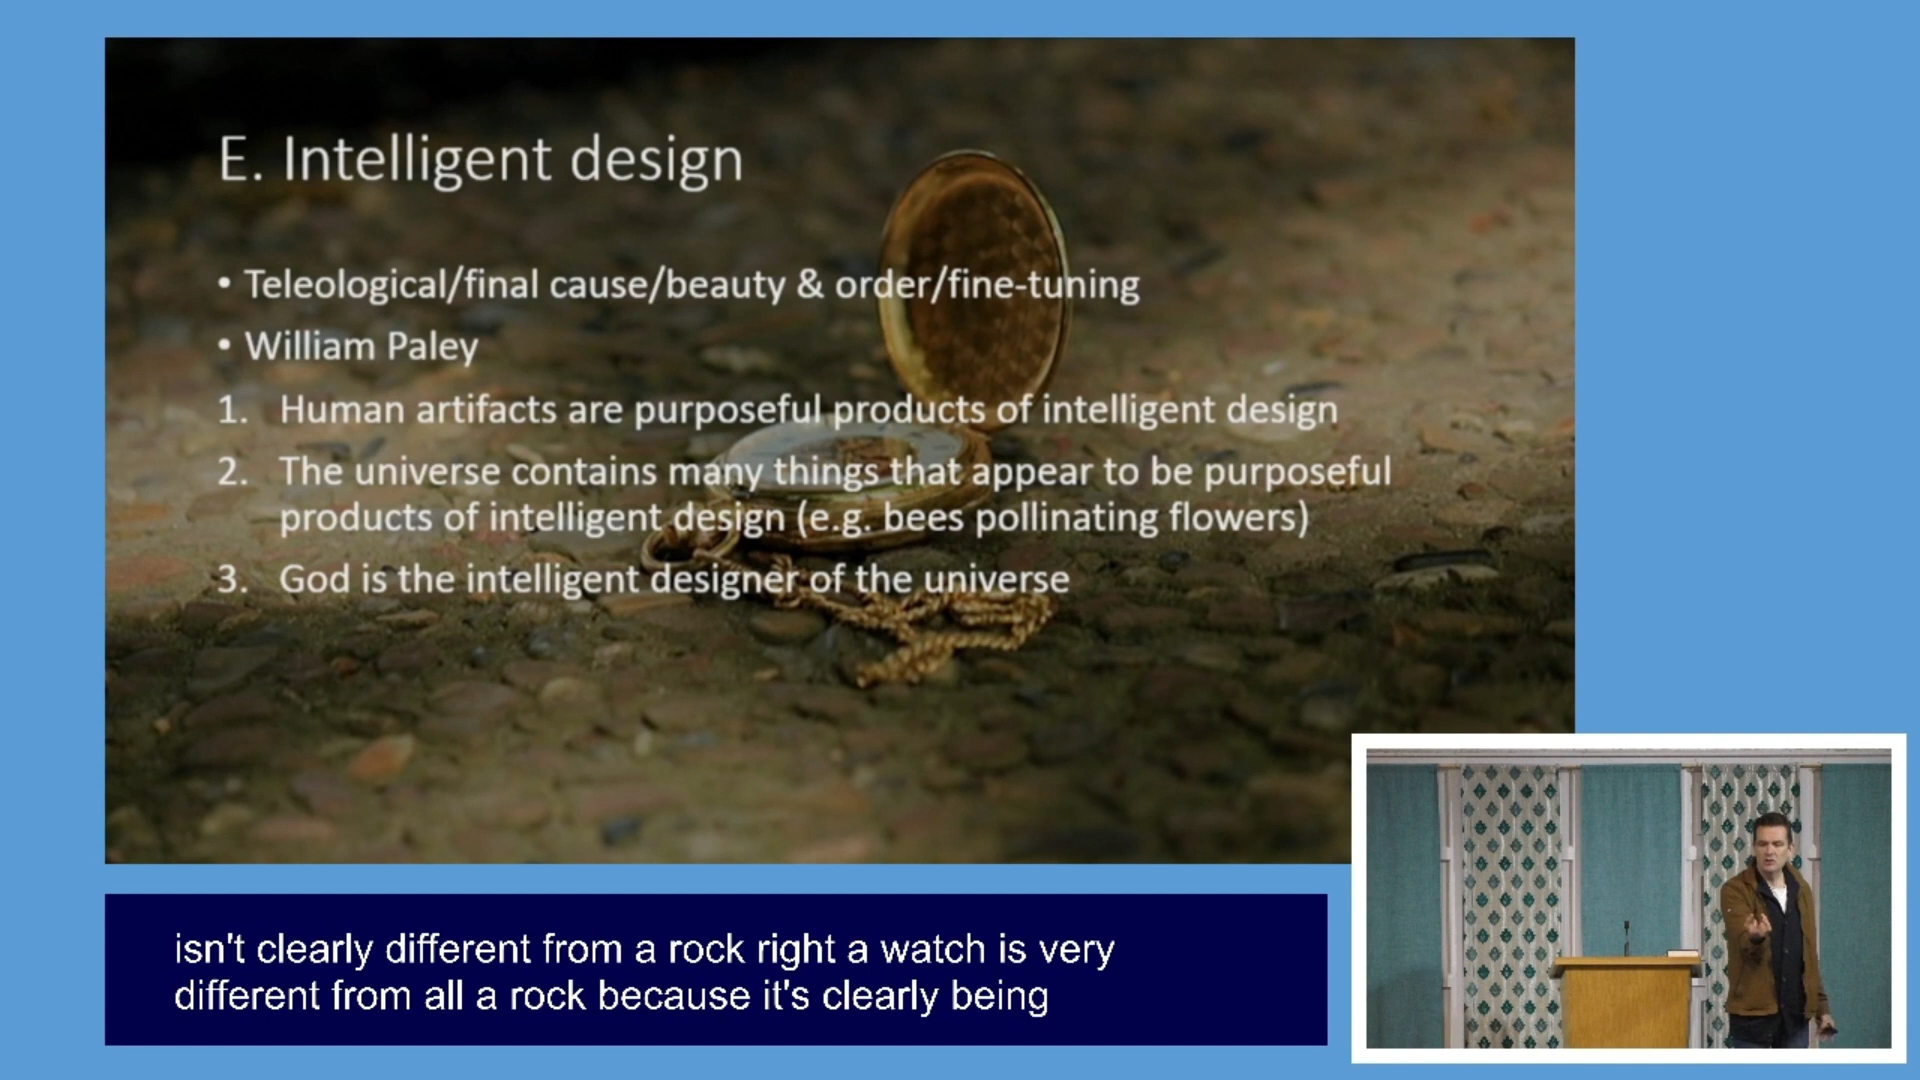 E. Intelligent design
• Teleological/final cause/beauty & order/fine-tuning
• William Paley
1. Human artifacts are purposeful products of intelligent design
2. The universe contains many things that appear to be purposeful
products of intelligent design (e.g. bees pollinating flowers)
3. God is the intelligent designer of the universe
isn't clearly different from a rock right a watch is very
different from all a rock because it's clearly being